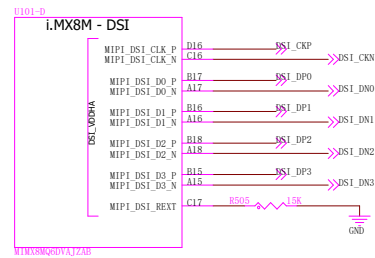 U101-D
i.MX8M - DSI
DSI_VDDHA
MIPI_DSI_CLK_P D16 DSI_CKP
MIPI_DSI_CLK_N C16 DSI_CKN
MIPI_DSI_D0_P B17 DSI_DP0
MIPI_DSI_D0_N A17 DSI_DN0
MIPI_DSI_D1_P B16 DSI_DP1
MIPI_DSI_D1_N A16 DSI_DN1
MIPI_DSI_D2_P B18 DSI_DP2
MIPI_DSI_D2_N A18 DSI_DN2
MIPI_DSI_D3_P B15 DSI_DP3
MIPI_DSI_D3_N A15 DSI_DN3
MIPI_DSI_REXT C17 R505 15K
GND
MIMX8MQ6DVAJZAB